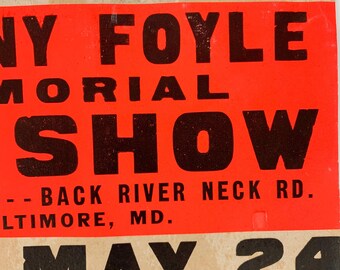 NY FOYLE
MORIAL
SHOW
--- BACK RIVER NECK RD.
LTIMORE, MD.
MAY 24